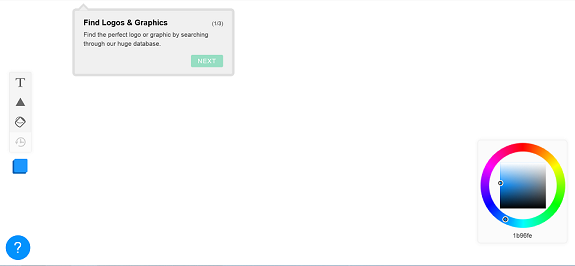 Find Logos & Graphics (1/3)
Find the perfect logo or graphic by searching
through our huge database.
NEXT
T
1b96fe
?